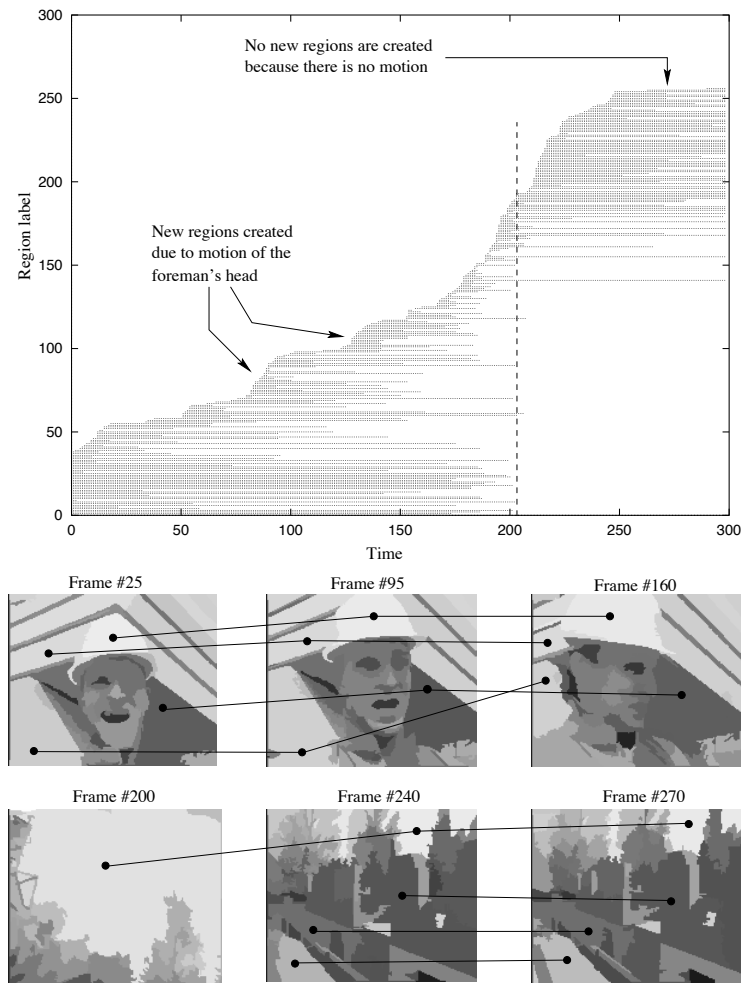 300
250
200
150
100
50
0
Region label
No new regions are created
because there is no motion
New regions created
due to motion of the
foreman's head
0 50 100 150 200 250 300
Time
Frame #25 Frame #95 Frame #160
Frame #200 Frame #240 Frame #270